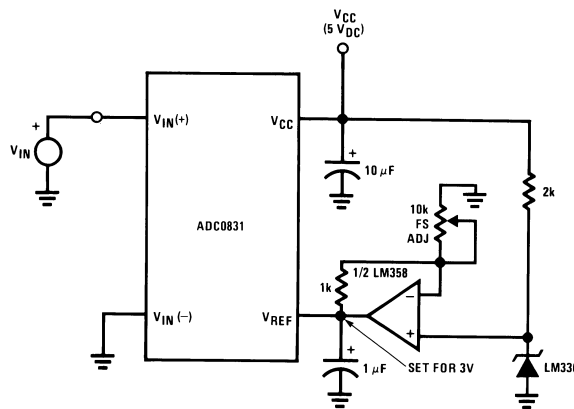 VCC
(5 VDC)
+
VIN
VIN(+)
VCC
+
10 μF
2k
ADC0831
10k
FS
ADJ
1/2 LM358
1k
VIN(−)
VREF
−
+
+
1 μF
SET FOR 3V